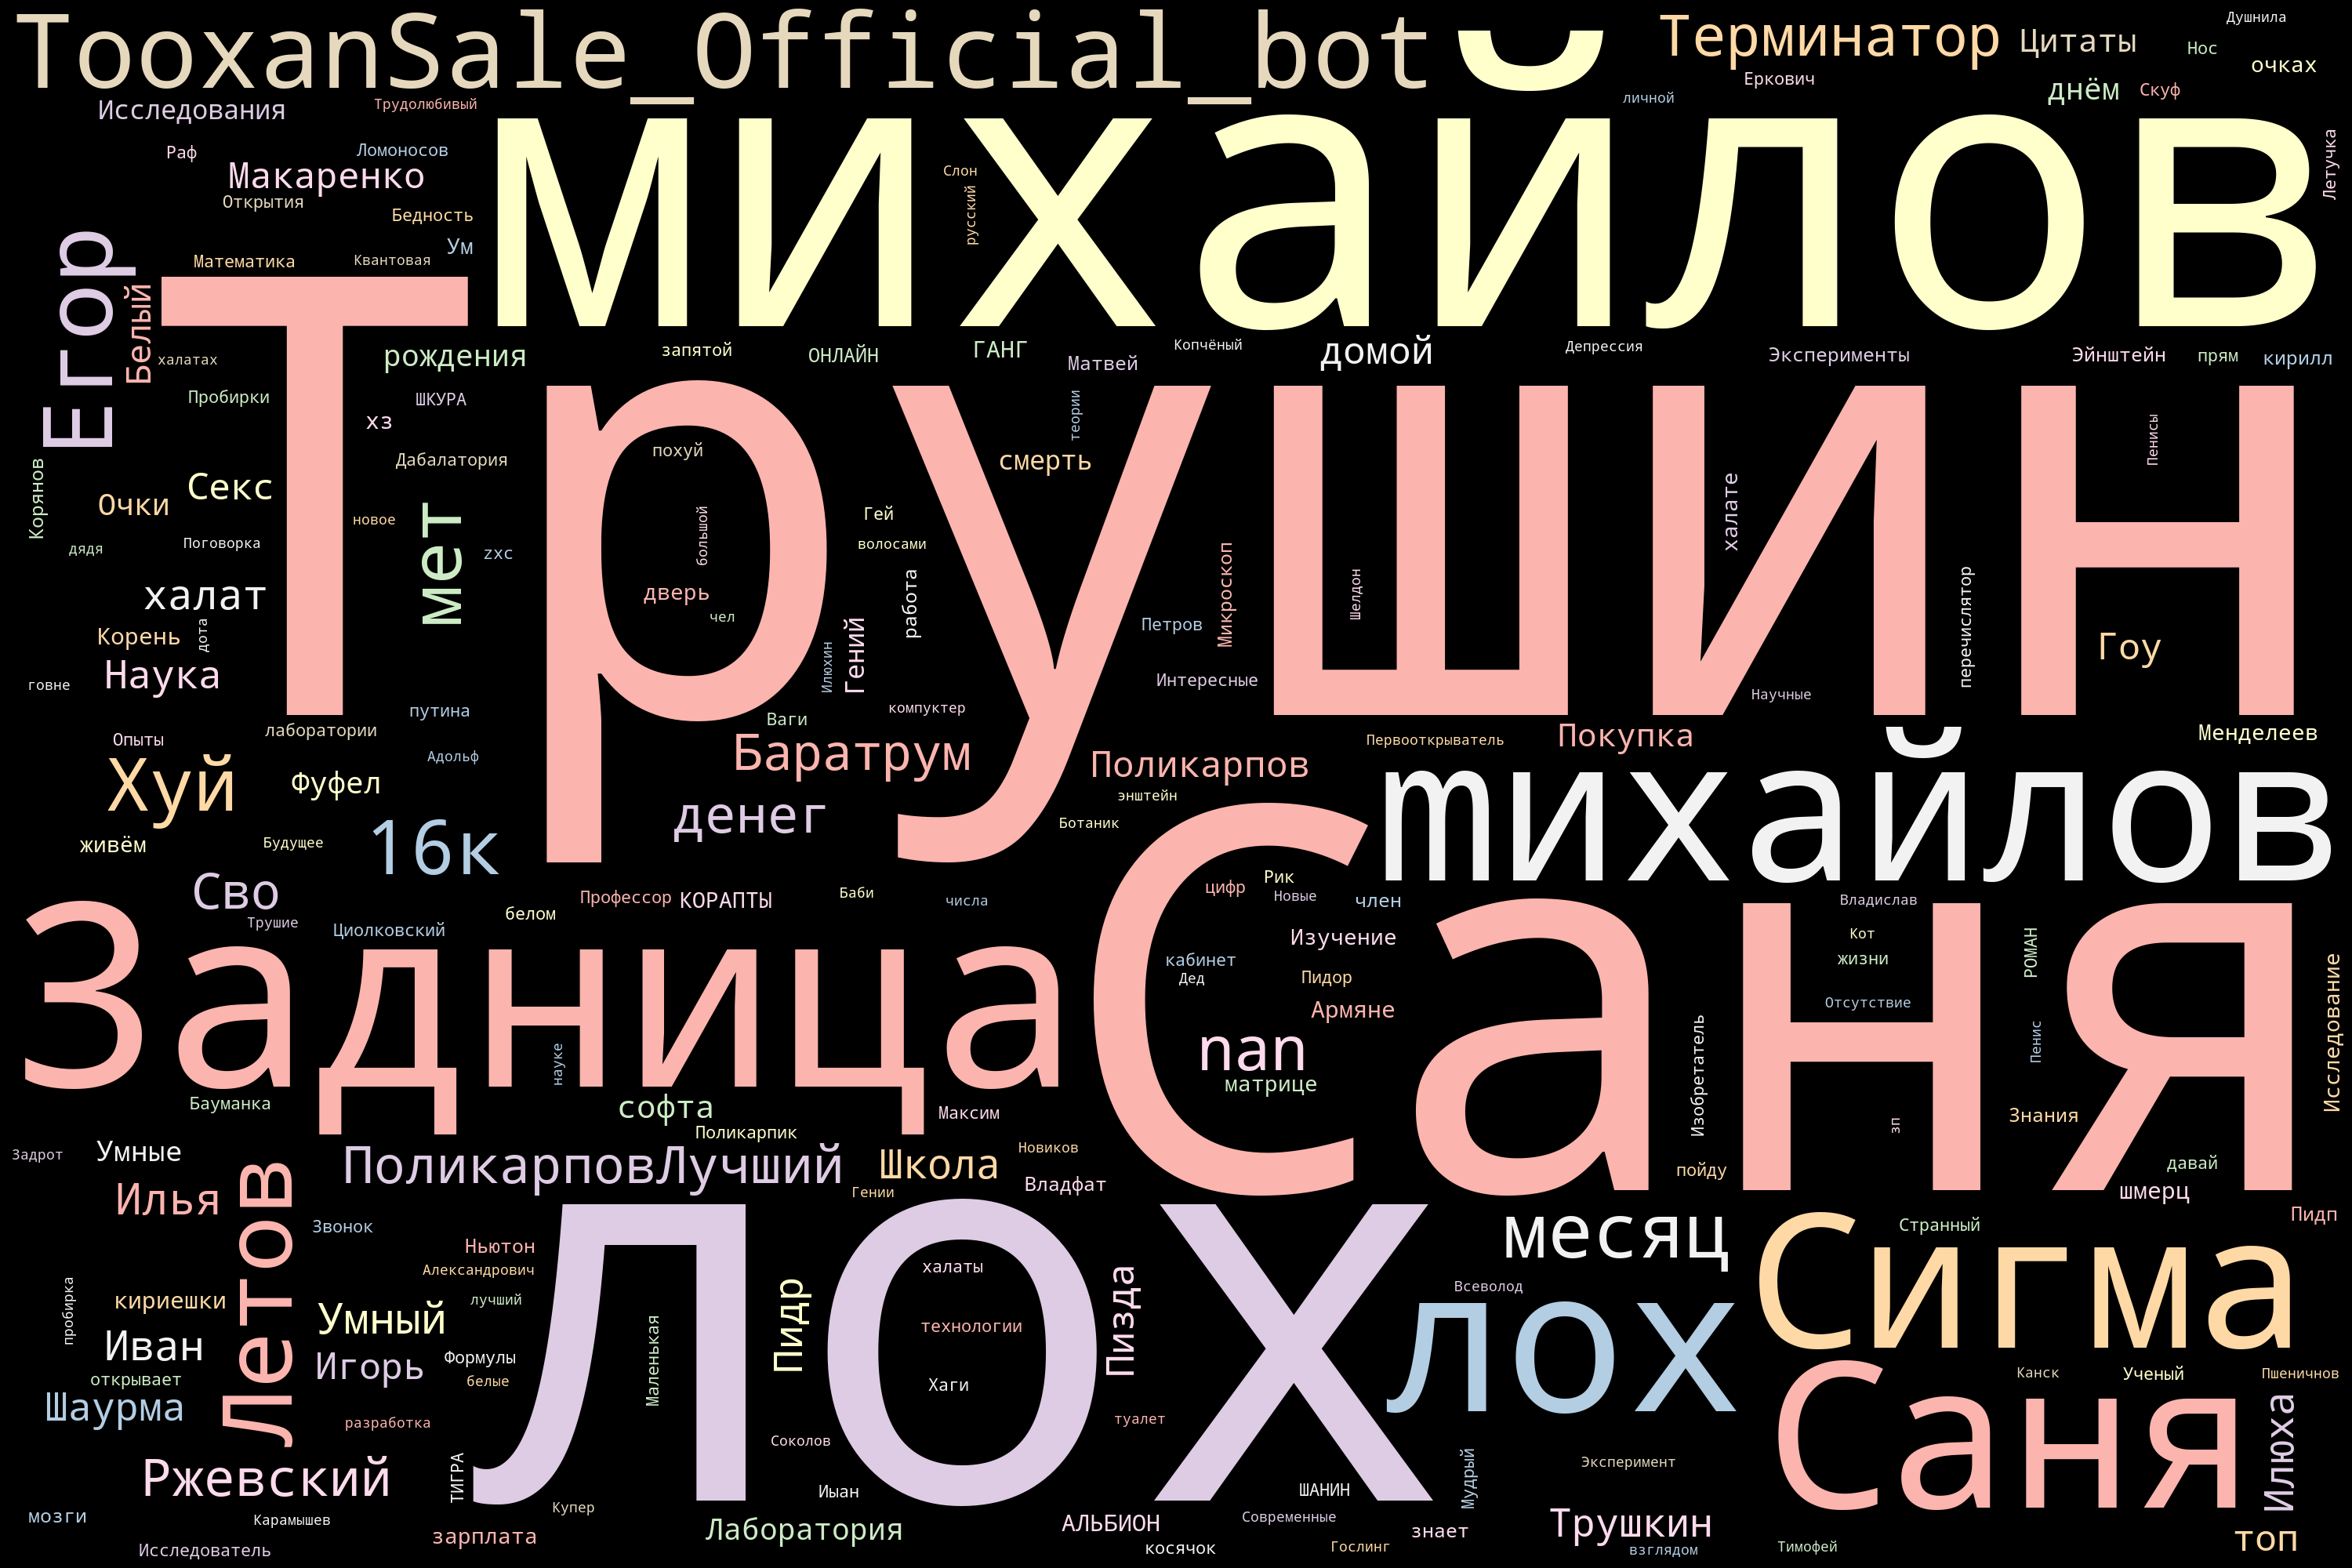 TooxanSale_Official_bot
Терминатор
Цитаты
Душнила
Нос
очках
Еркович
днём
Скуф
личной
Исследования
Трудолюбивый
михайлов
Летучка
Раф
Ломоносов
Макаренко
Открытия
Бедность
Ум
Слон
русский
Математика
Квантовая
Егор
Белый
халатах
Трушин
рождения
запятой
ОНЛАЙН
ГАНГ
Матвей
Копчёный
домой
Депрессия
Эксперименты
Эйнштейн
прям
кирилл
Пробирки
ШКУРА
хз
теории
Пенисы
Дабалатория
похуй
смерть
Корянов
Секс
Очки
новое
мет
zxc
большой
Гей
волосами
халате
дядя
Поговорка
халат
дверь
чел
работа
Микроскоп
Шелдон
перечислятор
Корень
дота
Петров
Илюхин
Гений
Гоу
Наука
говне
Интересные
Научные
компуктер
путина
Ваги
лаборатории
Опыты
Адольф
Баратрум
Поликарпов
Первооткрыватель
Покупка
Менделеев
Хуй
Фуфел
энштейн
mихайлов
денег
Ботаник
16к
живём
Будущее
Сво
Трушие
Циолковский
белом
Профессор
КОРАПТЫ
Баби
числа
цифр
Рик
Новые
член
Владислав
Задница
Саня
Изучение
Кот
жизни
РОМАН
кабинет
Дед
Пидор
Армяне
Отсутствие
Исследование
nan
матрице
науке
Изобретатель
Пенис
зп
Знания
Бауманка
софта
Максим
Поликарпик
Задрот
Умные
ПоликарповЛучший
Школа
Новиков
Владфат
Гении
пойду
давай
шмерц
Пидп
Илья
Летов
Звонок
Ньютон
Александрович
лох
халаты
месяц
Сигма
Странный
Всеволод
лох
пробирка
кириешки
Умный
лучший
Пидр
технологии
Пизда
Маленькая
Иван
Игорь
Формулы
белые
открывает
Хаги
Саня
Канск
Ученый
Пшеничнов
Шаурма
разработка
Соколов
туалет
Илюха
Ржевский
ТИГРА
Иыан
ШАНИН
Мудрый
Эксперимент
мозги
Карамышев
Купер
зарплата
Исследователь
Лаборатория
АЛЬБИОН
Современные
косячок
Гослинг
знает
Трушкин
взглядом
Тимофей
топ